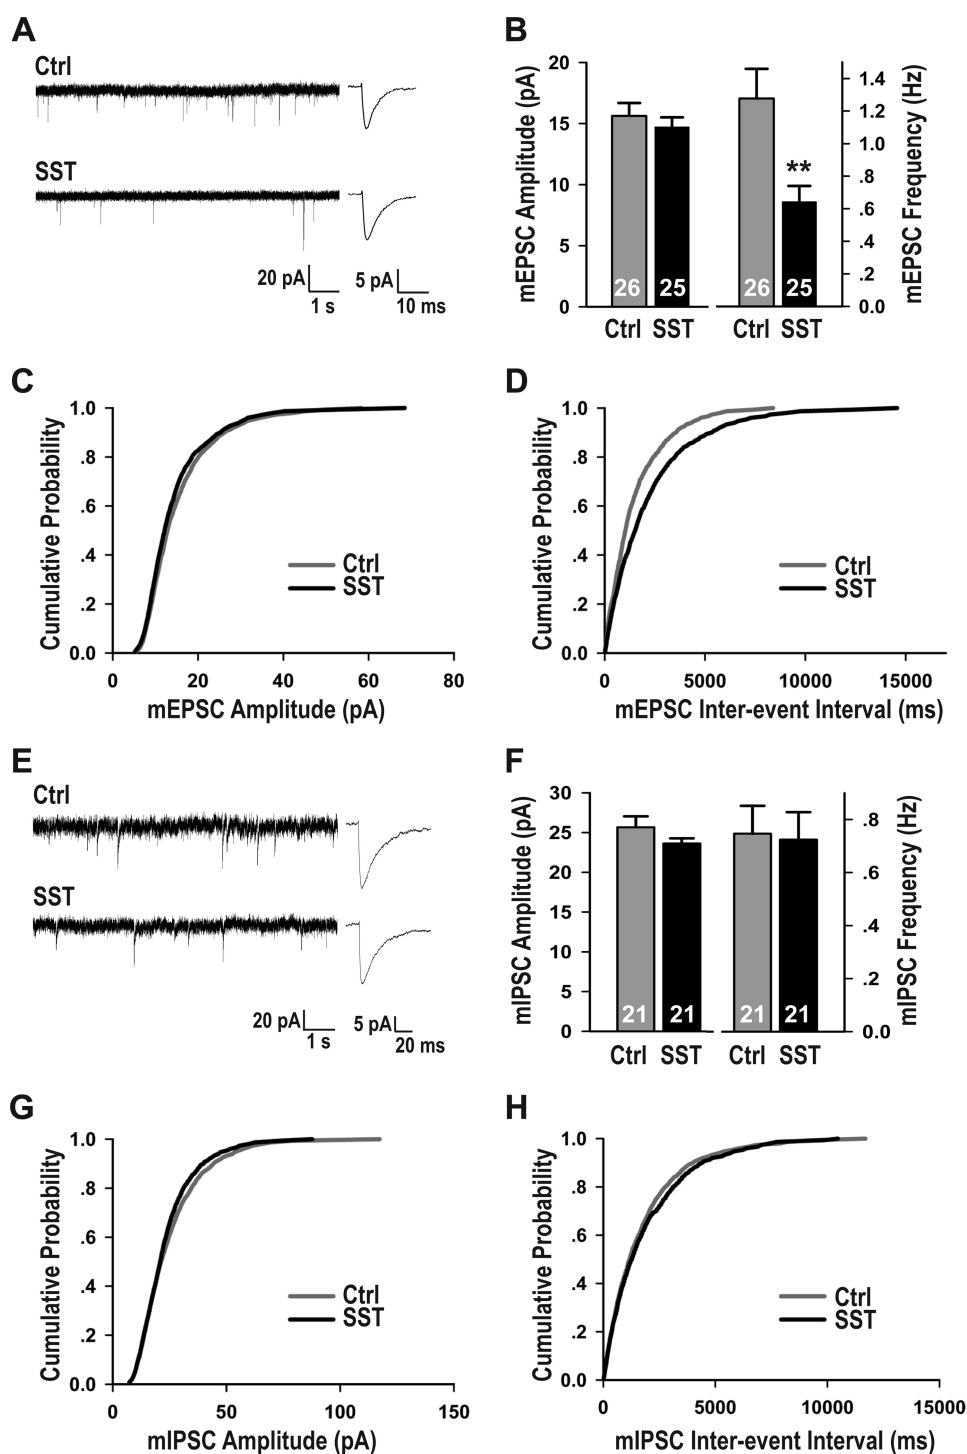 A
Ctrl
SST
20 pA
1 s
5 pA
10 ms
B
mEPSC Amplitude (pA)
20
15
10
5
0
26
25
26
25
**
Ctrl SST
Ctrl SST
1.4
1.2
1.0
.8
.6
.4
.2
0.0
mEPSC Frequency (Hz)
C
Cumulative Probability
1.0
.8
.6
.4
.2
0.0
Ctrl
SST
0 20 40 60 80
mEPSC Amplitude (pA)
D
Cumulative Probability
1.0
.8
.6
.4
.2
0.0
Ctrl
SST
0 5000 10000 15000
mEPSC Inter-event Interval (ms)
E
Ctrl
SST
20 pA
1 s
5 pA
20 ms
F
mIPSC Amplitude (pA)
30
25
20
15
10
5
0
21
21
21
21
Ctrl SST
Ctrl SST
.8
.6
.4
.2
0.0
mIPSC Frequency (Hz)
G
Cumulative Probability
1.0
.8
.6
.4
.2
0.0
Ctrl
SST
0 50 100 150
mIPSC Amplitude (pA)
H
Cumulative Probability
1.0
.8
.6
.4
.2
0.0
Ctrl
SST
0 5000 10000 15000
mIPSC Inter-event Interval (ms)